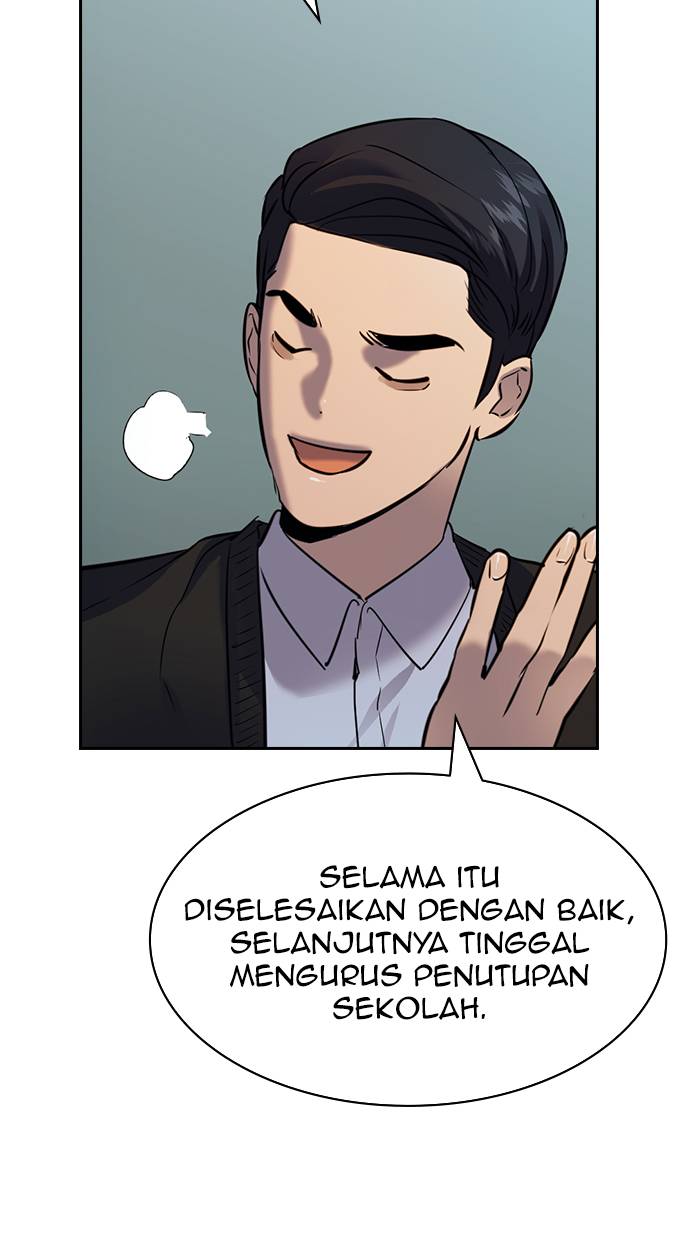 SELAMA ITU
DISELESAIKAN DENGAN BAIK,
SELANJUTNYA TINGGAL
MENGURUS PENUTUPAN
SEKOLAH.